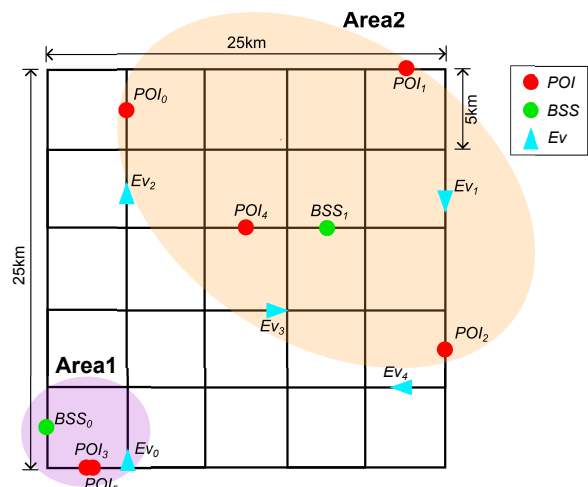 Area2
25km
POI0
POI1
5km
POI
BSS
Ev
Ev2
Ev1
POI4
BSS1
25km
Ev3
POI2
Area1
Ev4
BSS0
POI3
Ev0